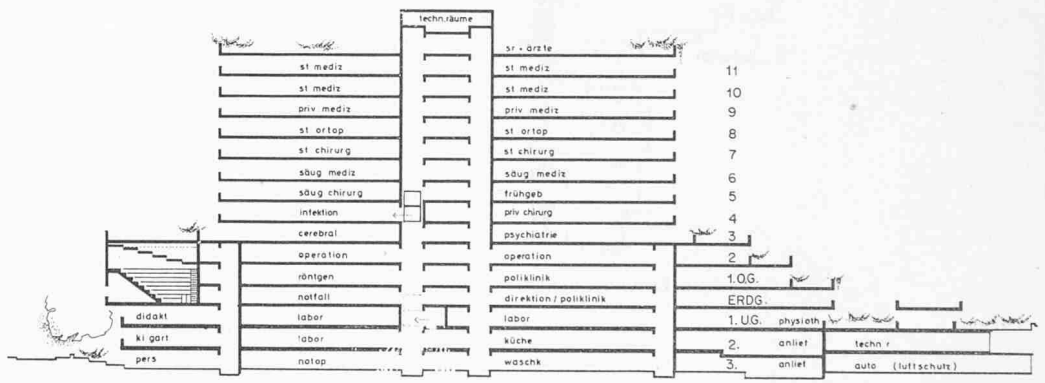 techn. räume
sr + ärzte
st mediz st mediz 11
st mediz st mediz 10
priv mediz priv mediz 9
st ortop st ortop 8
st chirurg st chirurg 7
säug mediz säug mediz 6
säug chirurg frühgeb 5
infektion priv chirurg 4
cerebral psychiatrie 3
operation operation 2
röntgen poliklinik 1.O.G.
notfall direktion / poliklinik ERDG.
didakt labor labor 1. U.G. physioth
ki gart labor küche 2. anlief techn r
pers notop waschk 3. anlief auto (luftschutz)